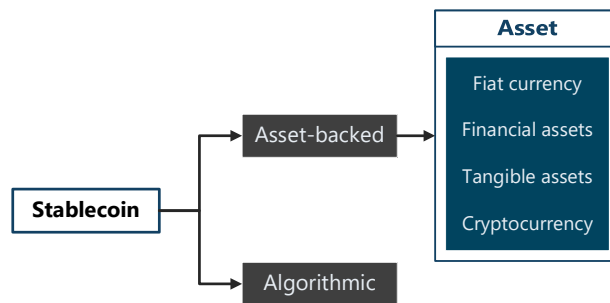 Asset
Fiat currency
Asset-backed
Financial assets
Tangible assets
Stablecoin
Cryptocurrency
Algorithmic